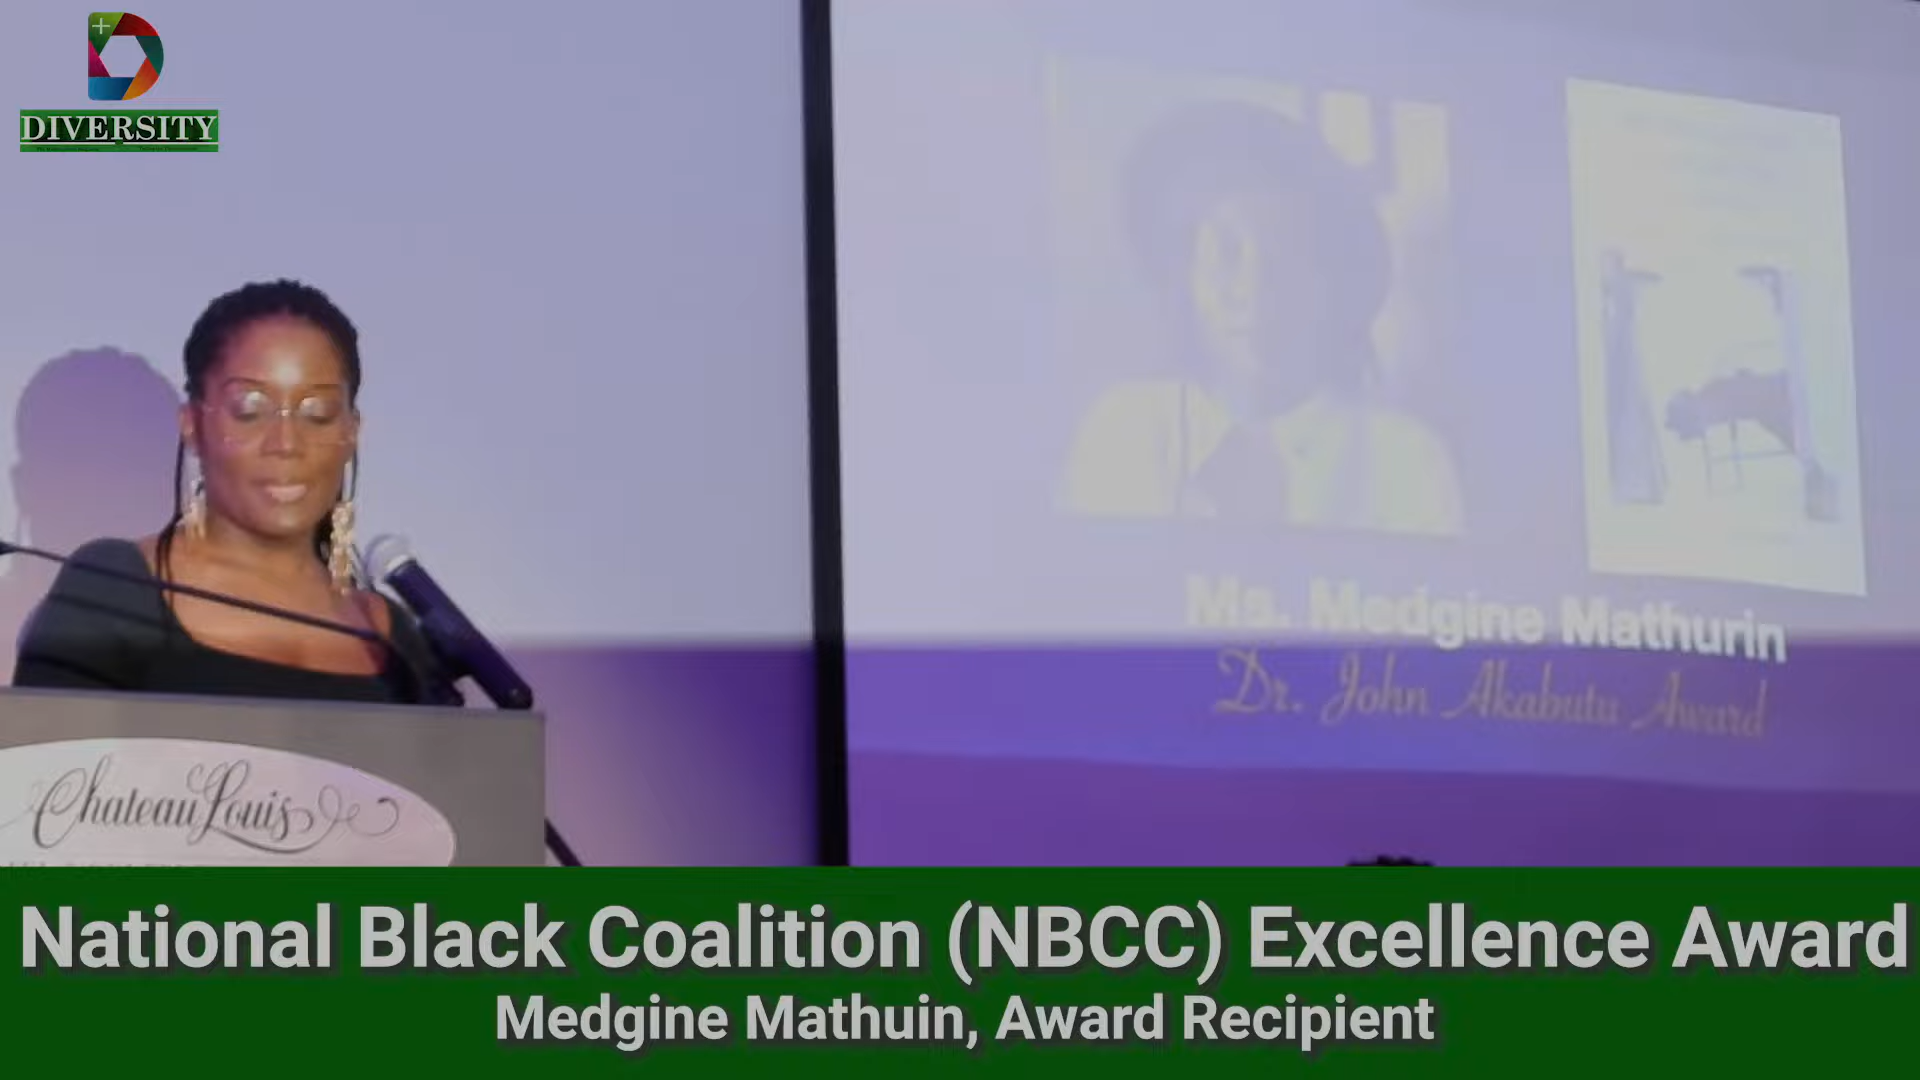 DIVERSITY
Ms. Medgine Mathurin
Dr. John Akabutu Award
Chateau Louis
National Black Coalition (NBCC) Excellence Award
Medgine Mathuin, Award Recipient